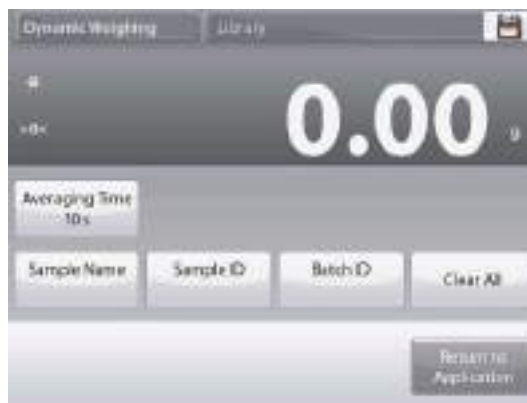 Dynamic Weighing
Library
0.00 g
Averaging Time
10 s
Sample Name
Sample ID
Batch ID
Clear All
Return to
Application